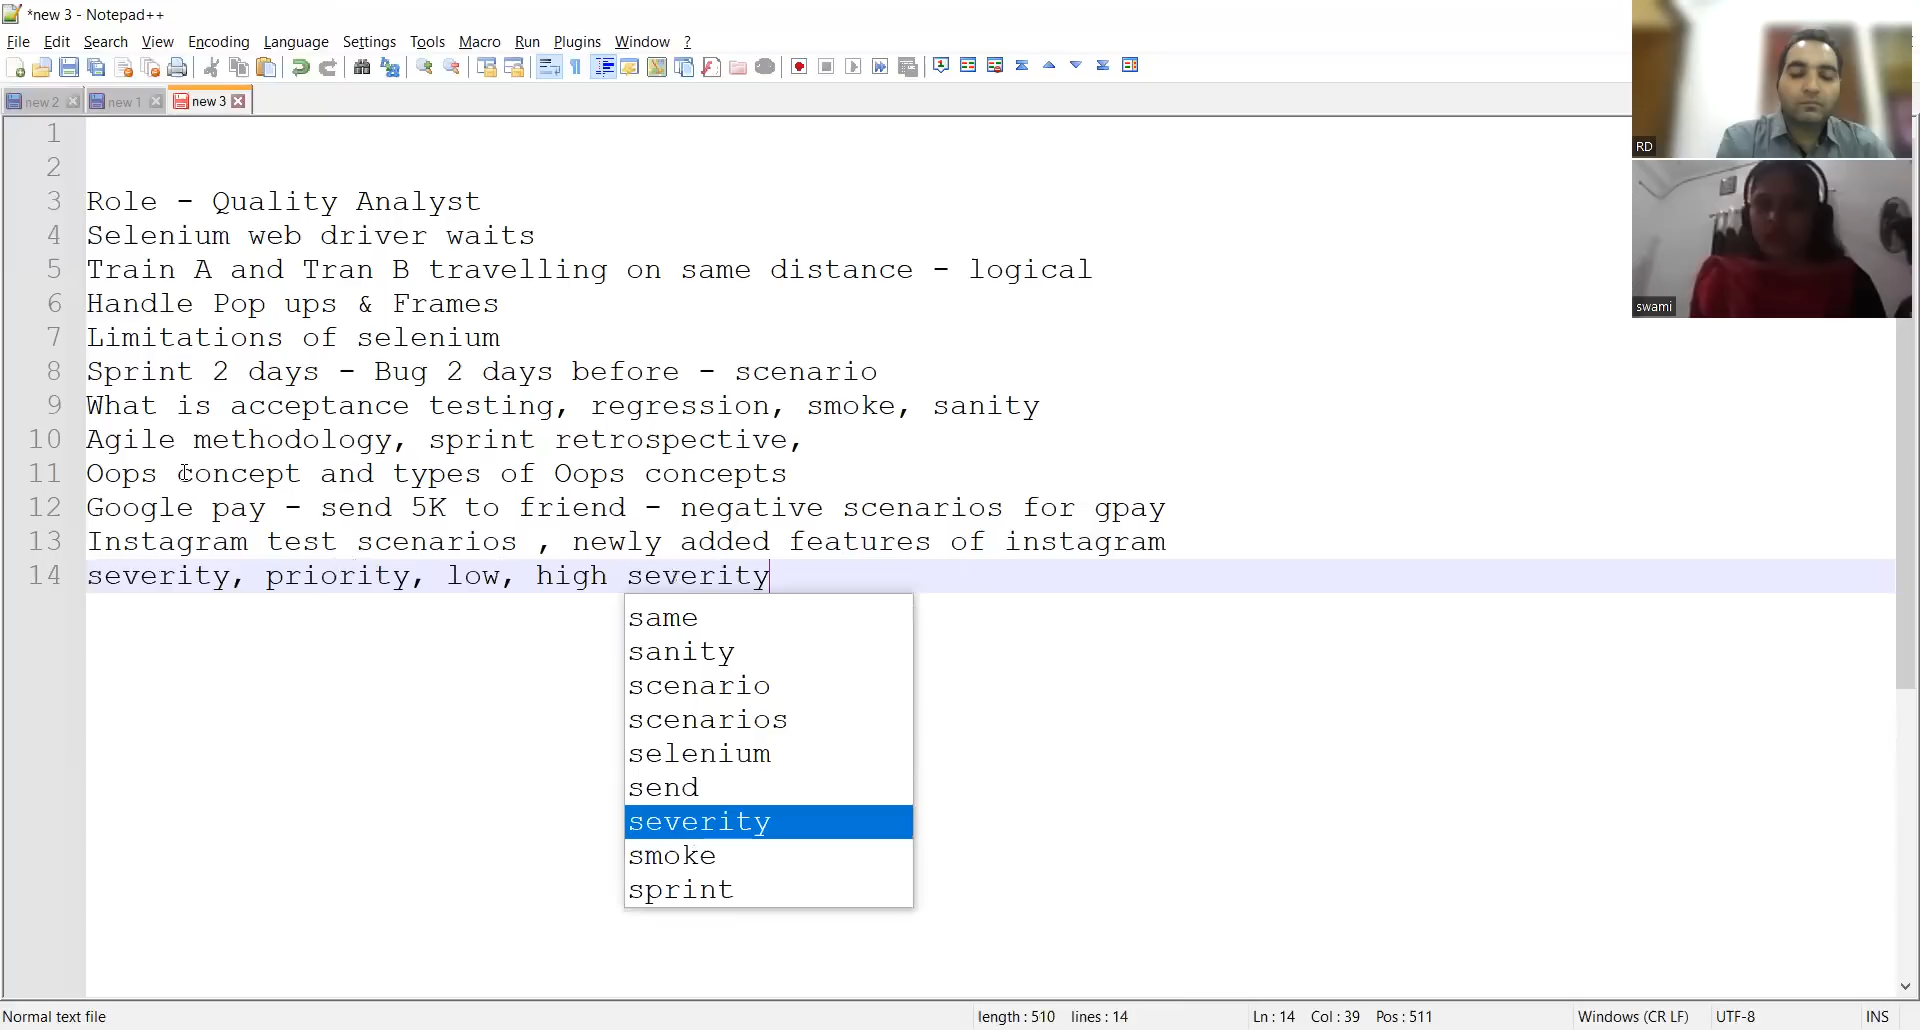 *new 3 - Notepad++
File Edit Search View Encoding Language Settings Tools Macro Run Plugins Window ?
new 2 new 1 new 3
1
2
3 Role - Quality Analyst
4 Selenium web driver waits
5 Train A and Tran B travelling on same distance - logical
6 Handle Pop ups & Frames
7 Limitations of selenium
8 Sprint 2 days - Bug 2 days before - scenario
9 What is acceptance testing, regression, smoke, sanity
10 Agile methodology, sprint retrospective,
11 Oops concept and types of Oops concepts
12 Google pay - send 5K to friend - negative scenarios for gpay
13 Instagram test scenarios , newly added features of instagram
14 severity, priority, low, high severity
same
sanity
scenario
scenarios
selenium
send
severity
smoke
sprint
RD
swami
Normal text file length : 510 lines : 14 Ln : 14 Col : 39 Pos : 511 Windows (CR LF) UTF-8 INS